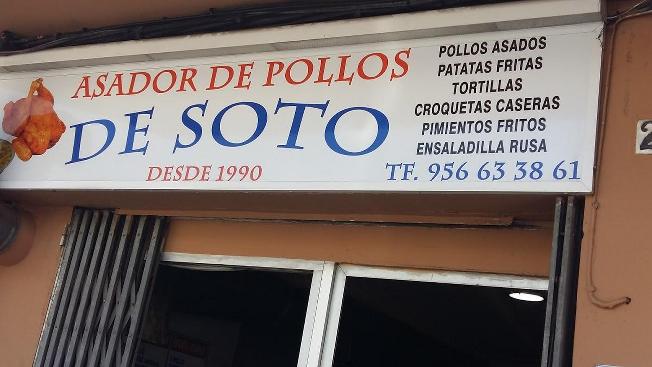 ASADOR DE POLLOS
DE SOTO
DESDE 1990
POLLOS ASADOS
PATATAS FRITAS
TORTILLAS
CROQUETAS CASERAS
PIMIENTOS FRITOS
ENSALADILLA RUSA
TF. 956 63 38 61
2